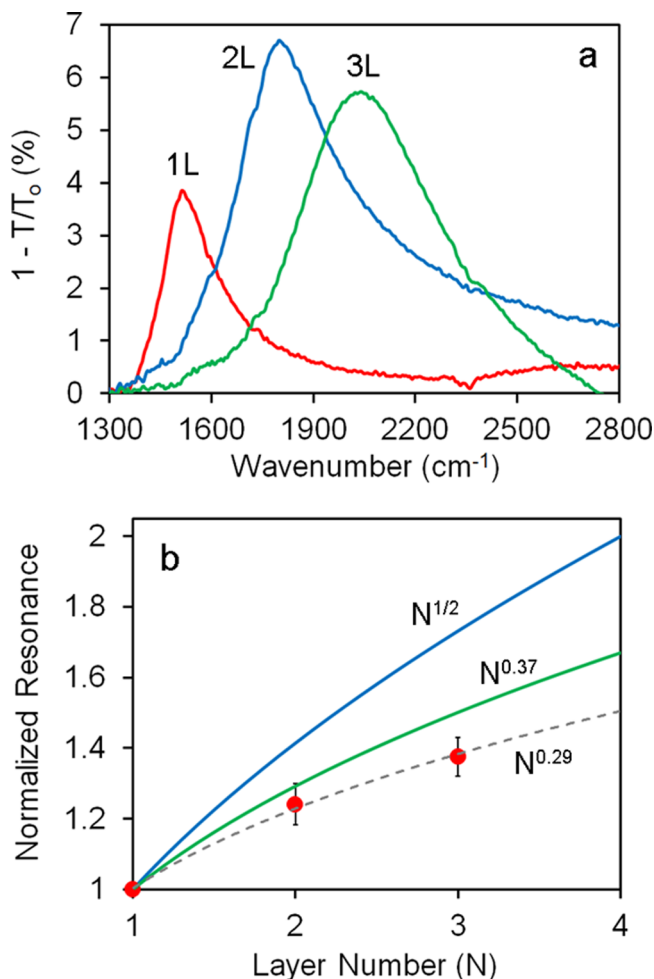 7
6
5
4
3
2
1
0
1 - T/To (%)
a
1L
2L
3L
1300 1600 1900 2200 2500 2800
Wavenumber (cm-1)
2
1.8
1.6
1.4
1.2
1
Normalized Resonance
b
N1/2
N0.37
N0.29
1 2 3 4
Layer Number (N)